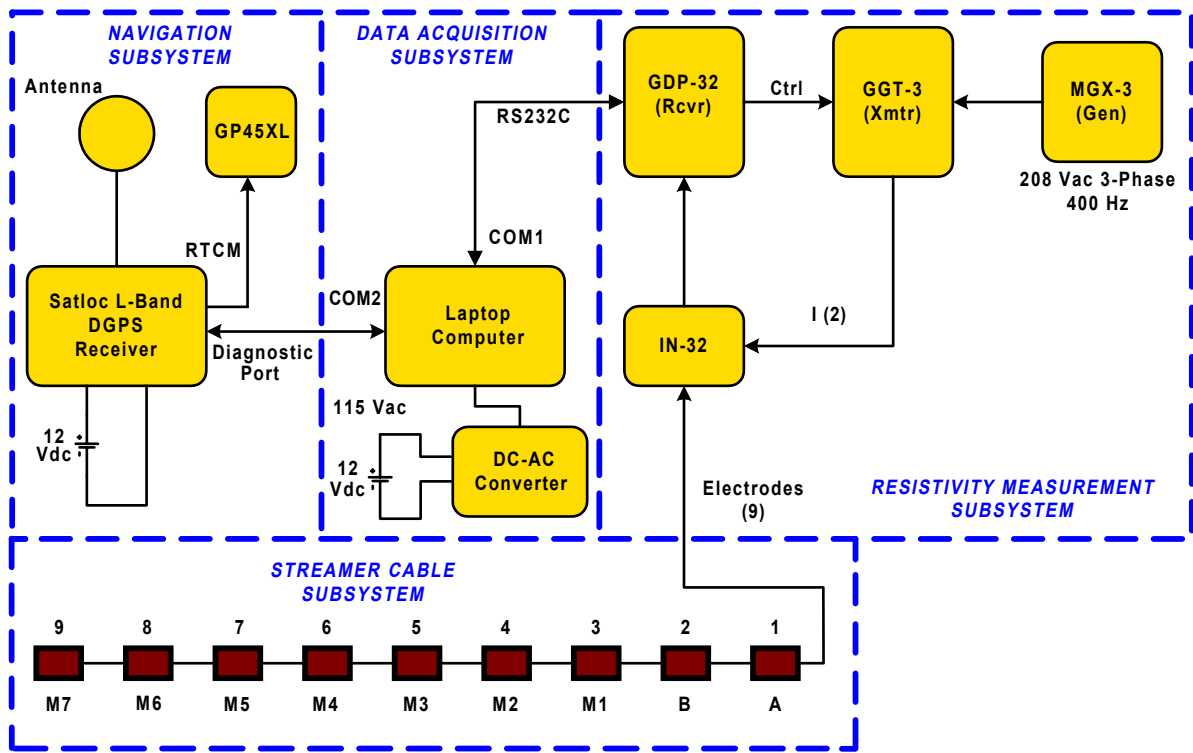 NAVIGATION
SUBSYSTEM
Antenna
GP45XL
RTCM
Satloc L-Band
DGPS
Receiver
Diagnostic
Port
12
Vdc
+
-
DATA ACQUISITION
SUBSYSTEM
RS232C
COM1
COM2
Laptop
Computer
115 Vac
12
Vdc
+
-
DC-AC
Converter
GDP-32
(Rcvr)
Ctrl
GGT-3
(Xmtr)
MGX-3
(Gen)
208 Vac 3-Phase
400 Hz
I (2)
IN-32
Electrodes
(9)
RESISTIVITY MEASUREMENT
SUBSYSTEM
STREAMER CABLE
SUBSYSTEM
9 8 7 6 5 4 3 2 1
M7 M6 M5 M4 M3 M2 M1 B A